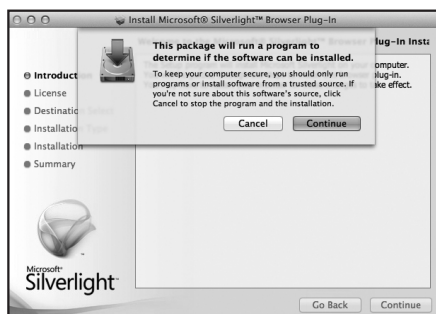 Install Microsoft® Silverlight™ Browser Plug-In
This package will run a program to
determine if the software can be installed.
To keep your computer secure, you should only run
programs or install software from a trusted source. If
you're not sure about this software's source, click
Cancel to stop the program and the installation.
Cancel
Continue
lug-In Insta
computer.
plug-in.
ake effect.
Introduct
License
Destinatio
Installation
Installation
Summary
Microsoft®
Silverlight™
Go Back
Continue